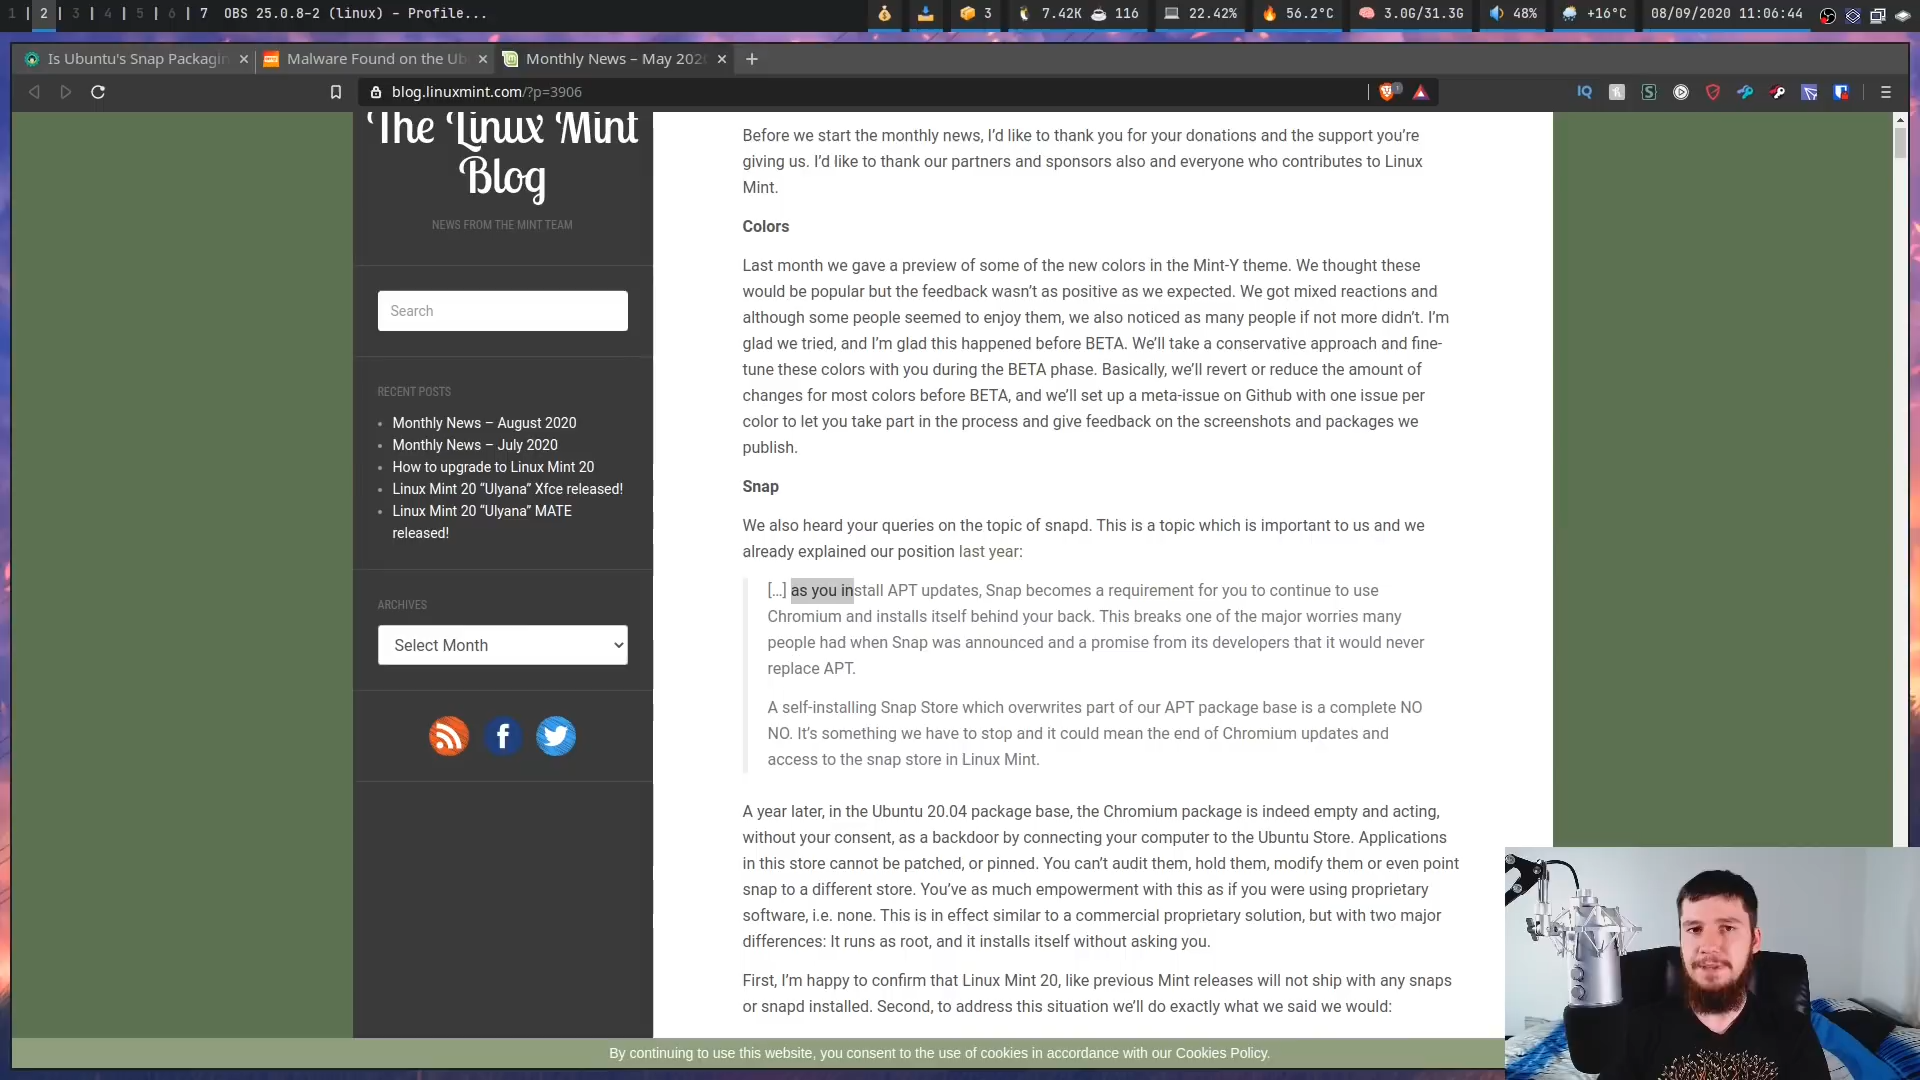 1 | 2 | 3 | 4 | 5 | 6 | 7 OBS 25.0.8-2 (linux) - Profile...
3 7.42K 116 22.42% 56.2°C 3.0G/31.3G 48% +16°C 08/09/2020 11:06:44
Is Ubuntu's Snap Packagin
Malware Found on the Ub
Monthly News – May 202
blog.linuxmint.com/?p=3906
IQ
The Linux Mint
Blog
NEWS FROM THE MINT TEAM
Search
RECENT POSTS
Monthly News – August 2020
Monthly News – July 2020
How to upgrade to Linux Mint 20
Linux Mint 20 “Ulyana” Xfce released!
Linux Mint 20 “Ulyana” MATE
released!
ARCHIVES
Select Month
Before we start the monthly news, I’d like to thank you for your donations and the support you’re
giving us. I’d like to thank our partners and sponsors also and everyone who contributes to Linux
Mint.
Colors
Last month we gave a preview of some of the new colors in the Mint-Y theme. We thought these
would be popular but the feedback wasn’t as positive as we expected. We got mixed reactions and
although some people seemed to enjoy them, we also noticed as many people if not more didn’t. I’m
glad we tried, and I’m glad this happened before BETA. We’ll take a conservative approach and fine-
tune these colors with you during the BETA phase. Basically, we’ll revert or reduce the amount of
changes for most colors before BETA, and we’ll set up a meta-issue on Github with one issue per
color to let you take part in the process and give feedback on the screenshots and packages we
publish.
Snap
We also heard your queries on the topic of snapd. This is a topic which is important to us and we
already explained our position last year:
[…] as you install APT updates, Snap becomes a requirement for you to continue to use
Chromium and installs itself behind your back. This breaks one of the major worries many
people had when Snap was announced and a promise from its developers that it would never
replace APT.
A self-installing Snap Store which overwrites part of our APT package base is a complete NO
NO. It’s something we have to stop and it could mean the end of Chromium updates and
access to the snap store in Linux Mint.
A year later, in the Ubuntu 20.04 package base, the Chromium package is indeed empty and acting,
without your consent, as a backdoor by connecting your computer to the Ubuntu Store. Applications
in this store cannot be patched, or pinned. You can’t audit them, hold them, modify them or even point
snap to a different store. You’ve as much empowerment with this as if you were using proprietary
software, i.e. none. This is in effect similar to a commercial proprietary solution, but with two major
differences: It runs as root, and it installs itself without asking you.
First, I’m happy to confirm that Linux Mint 20, like previous Mint releases will not ship with any snaps
or snapd installed. Second, to address this situation we’ll do exactly what we said we would:
By continuing to use this website, you consent to the use of cookies in accordance with our Cookies Policy.